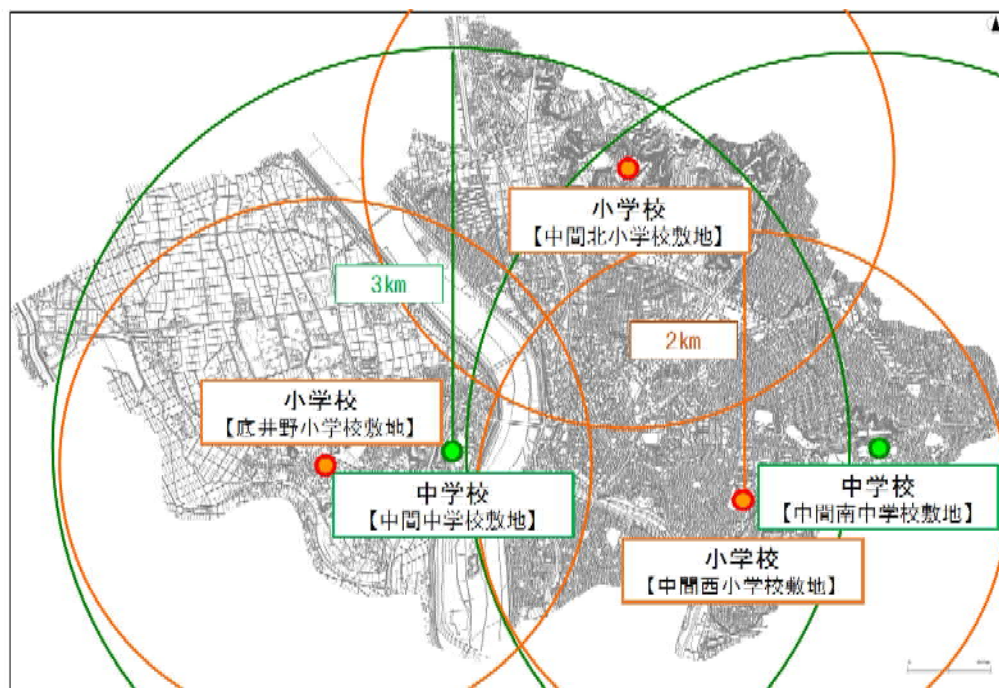 小学校
【中間北小学校敷地】
3km
2km
小学校
【底井野小学校敷地】
中学校
【中間中学校敷地】
中学校
【中間南中学校敷地】
小学校
【中間西小学校敷地】